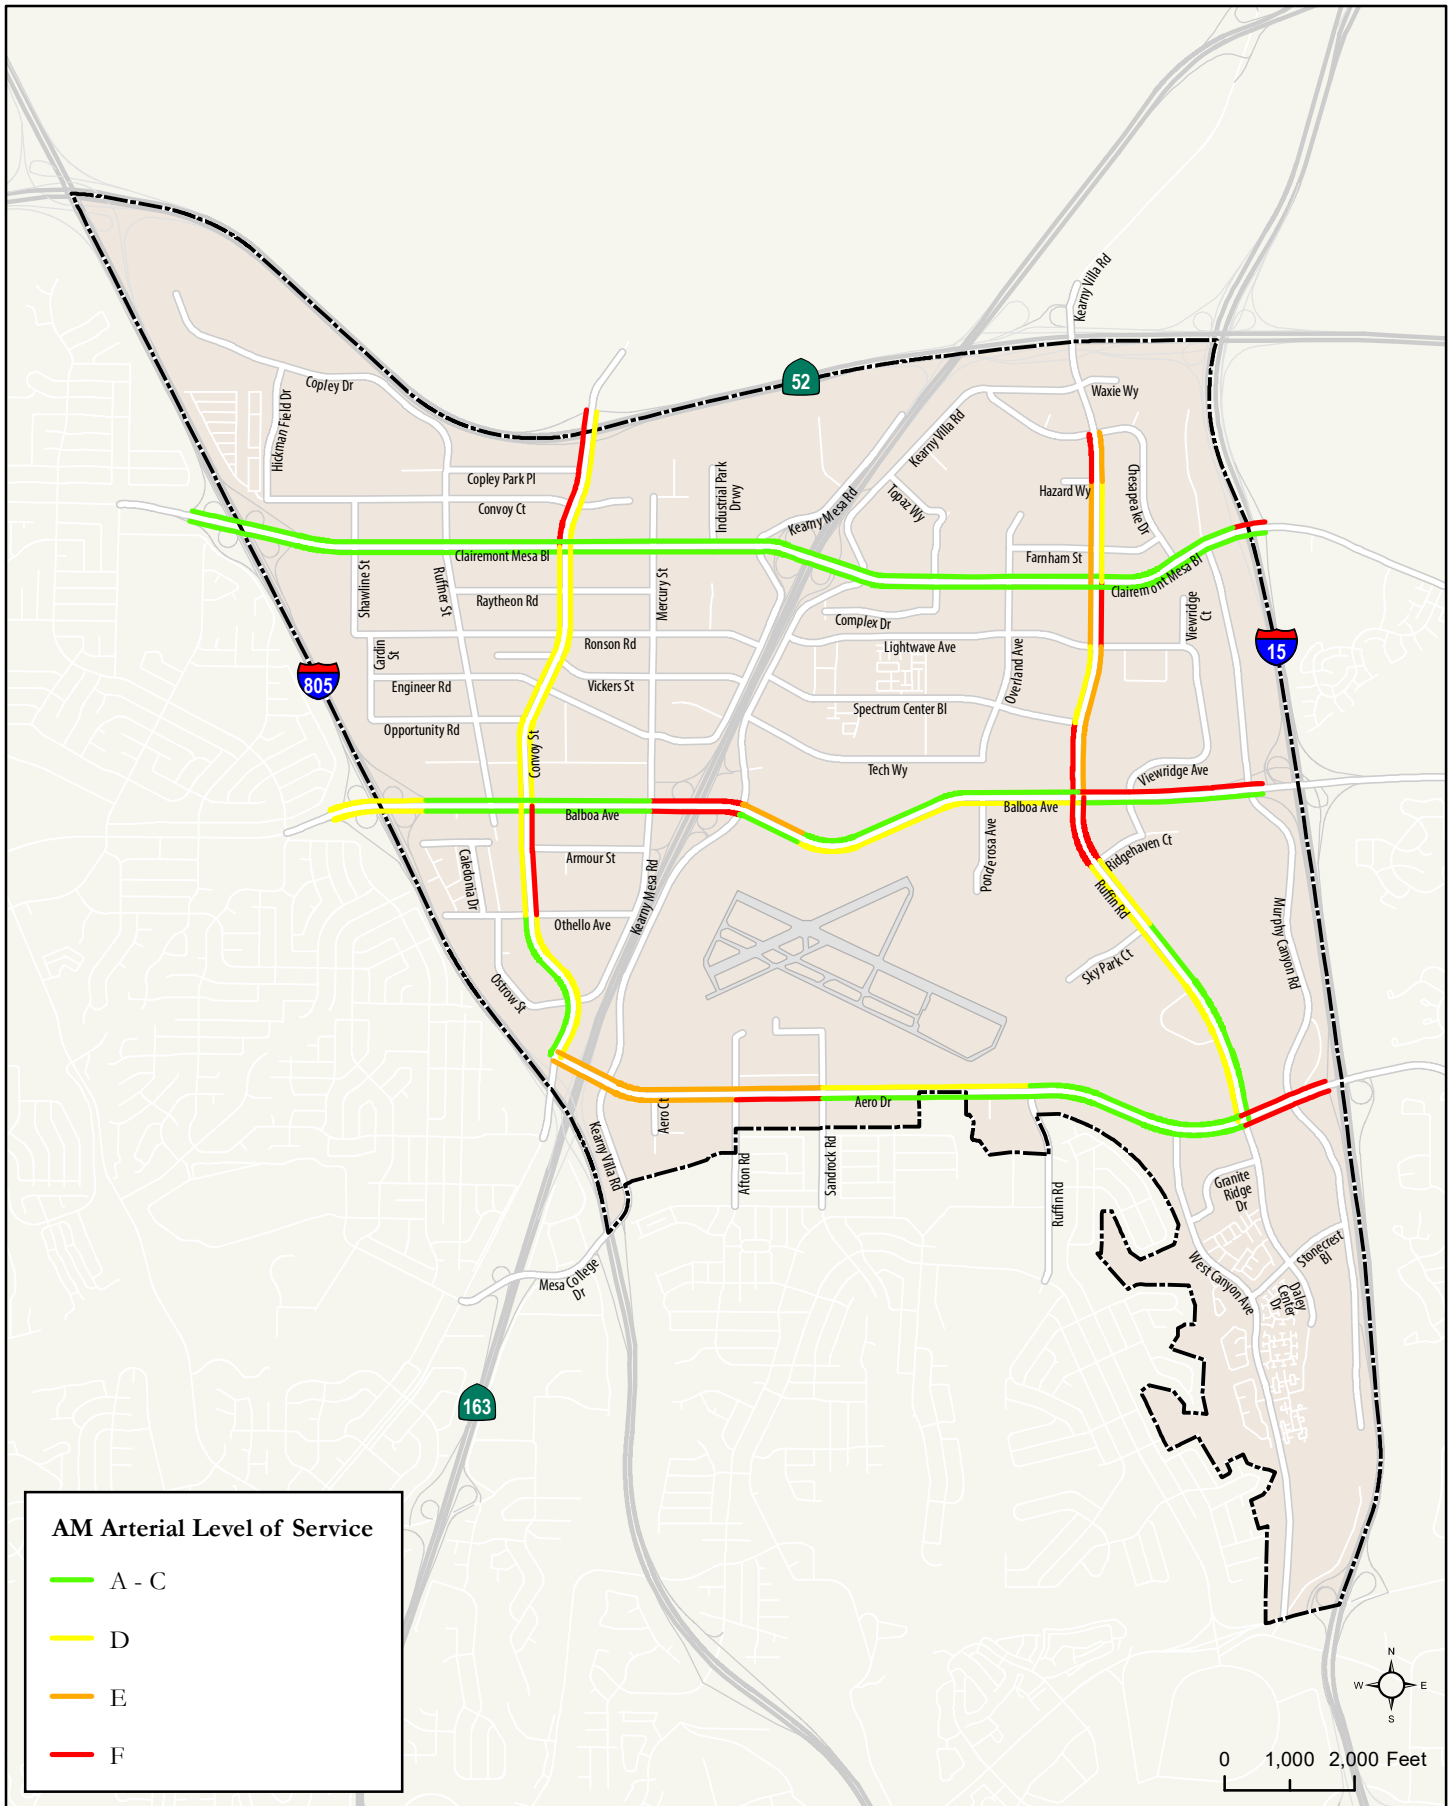 Kearny Villa Rd
52
Copley Dr
Waxie Wy
Hickman Field Dr
Kearny Villa Rd
Copley Park Pl
Industrial Park
Drwy
Kearny Mesa Rd
Topaz Wy
Hazard Wy
Chesapeake Dr
Convoy Ct
Clairemont Mesa Bl
Farnham St
Clairemont Mesa Bl
Shawline St
Ruffner St
Raytheon Rd
Mercury St
Complex Dr
Viewridge
Ct
Cardin
St
Ronson Rd
Lightwave Ave
Overland Ave
15
805
Engineer Rd
Vickers St
Spectrum Center Bl
Opportunity Rd
Convoy St
Tech Wy
Viewridge Ave
Balboa Ave
Balboa Ave
Caledonia Dr
Armour St
Kearny Mesa Rd
Ponderosa Ave
Ridgehaven Ct
Ruffin Rd
Othello Ave
Murphy Canyon Rd
Ostrow St
Sky Park Ct
Aero Ct
Aero Dr
Kearny Villa Rd
Afton Rd
Sandrock Rd
Ruffin Rd
Granite
Ridge
Dr
Stonecrest
Bl
West Canyon Ave
Daley
Center
Dr
Mesa College
Dr
163
AM Arterial Level of Service
A - C
D
E
F
N
W
E
S
0 1,000 2,000 Feet